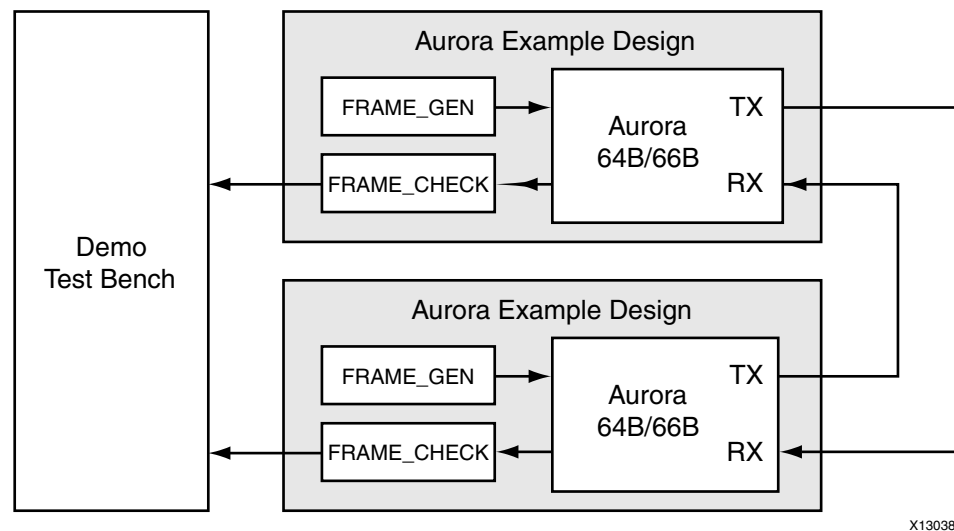 Aurora Example Design
FRAME_GEN
Aurora
64B/66B
TX
FRAME_CHECK
RX
Demo
Test Bench
Aurora Example Design
FRAME_GEN
Aurora
64B/66B
TX
FRAME_CHECK
RX
X13038